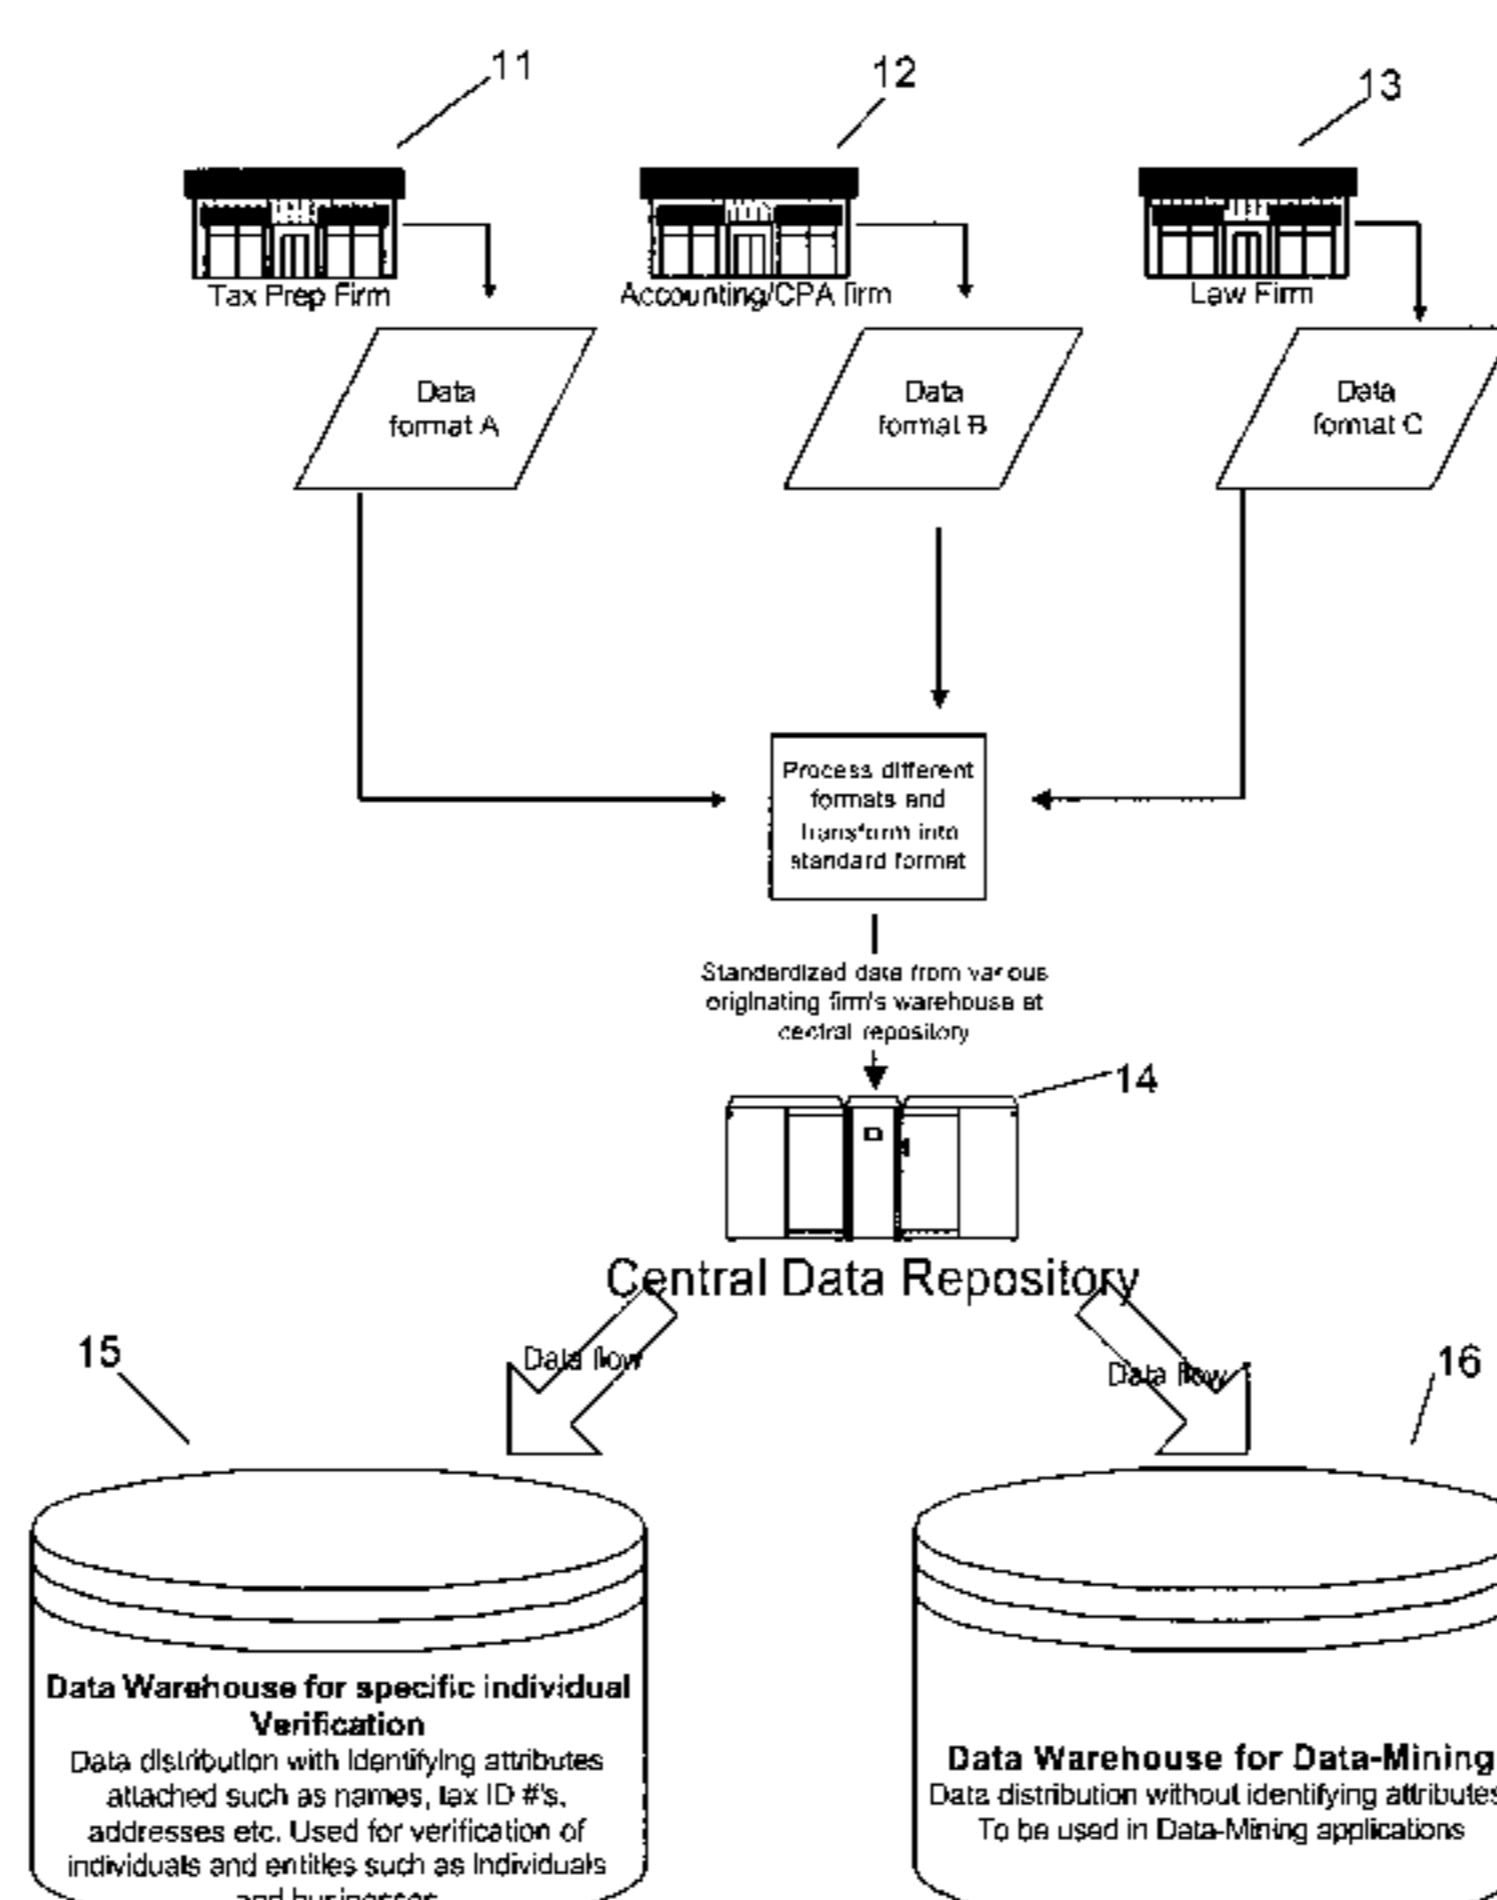 11
12
13
Tax Prep Firm
Accounting/CPA firm
Law Firm
Data
format A
Data
format B
Data
format C
Process different
formats and
transform into
standard format
Standardized data from various
originating firm's warehouse at
central repository
14
Central Data Repository
Data flow
Data flow
15
16
Data Warehouse for specific individual
Verification
Data distribution with identifying attributes
attached such as names, tax ID #'s,
addresses etc. Used for verification of
individuals and entities such as Individuals
and businesses
Data Warehouse for Data-Mining
Data distribution without identifying attributes
To be used in Data-Mining applications